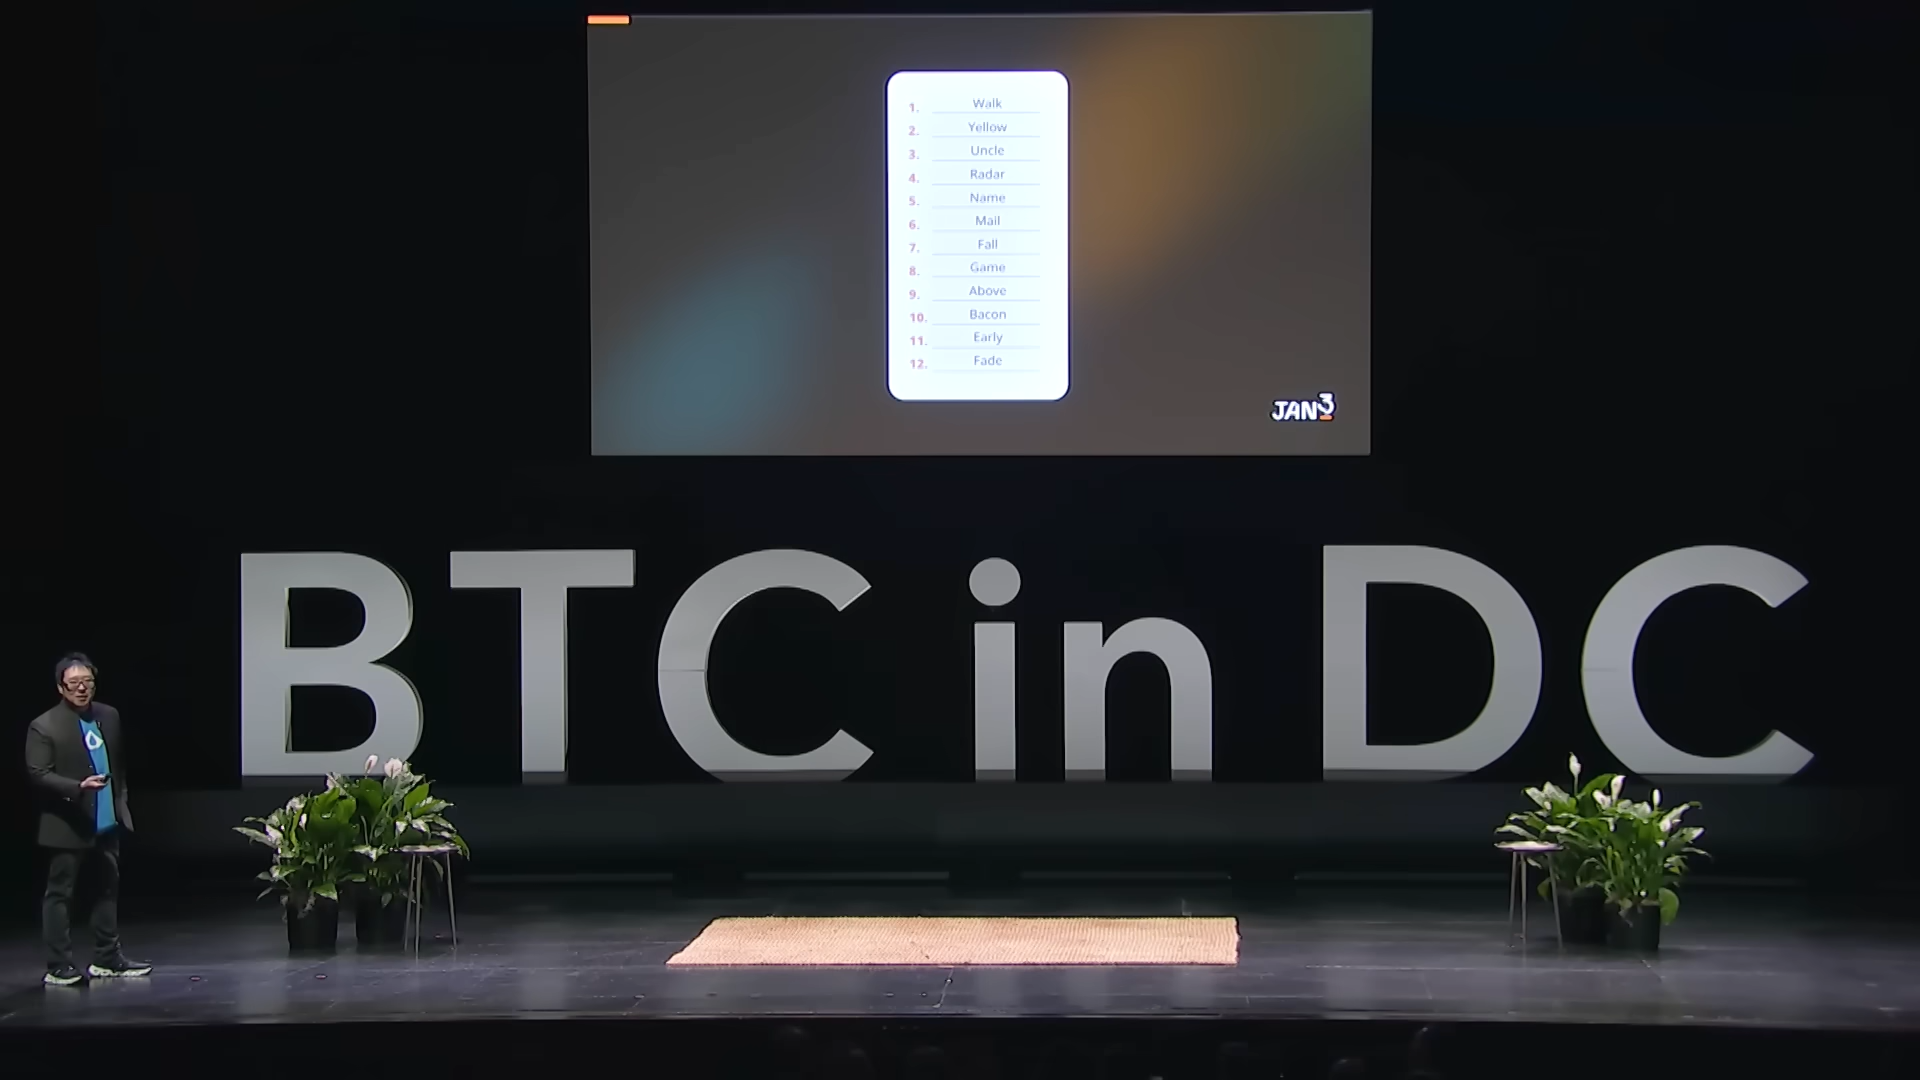 1. Walk
2. Yellow
3. Uncle
4. Radar
5. Name
6. Mail
7. Fall
8. Game
9. Above
10. Bacon
11. Early
12. Fade
JAN3
BTC in DC